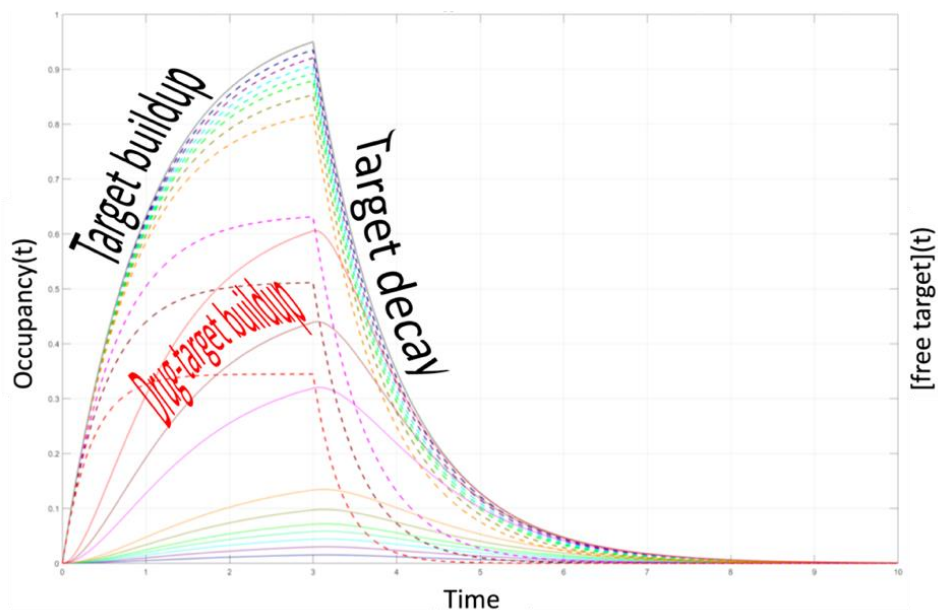 1
0.9
0.8
0.7
0.6
0.5
0.4
0.3
0.2
0.1
0
Occupancy(t)
Target buildup
Drug-target buildup
Target decay
[free target](t)
0 1 2 3 4 5 6 7 8 9 10
Time